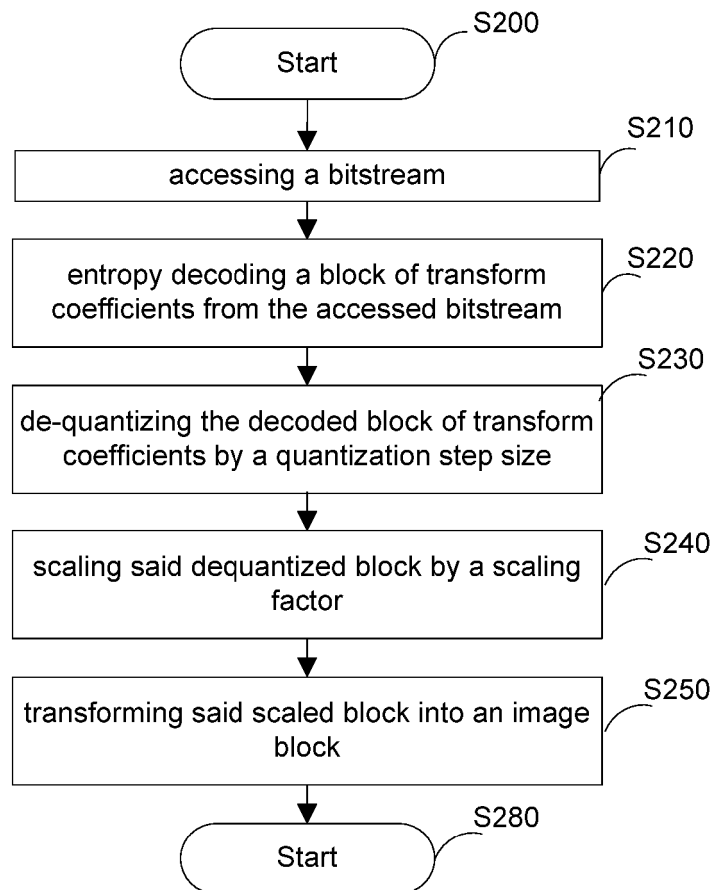 S200
Start
S210
accessing a bitstream
S220
entropy decoding a block of transform
coefficients from the accessed bitstream
S230
de-quantizing the decoded block of transform
coefficients by a quantization step size
S240
scaling said dequantized block by a scaling
factor
S250
transforming said scaled block into an image
block
S280
Start